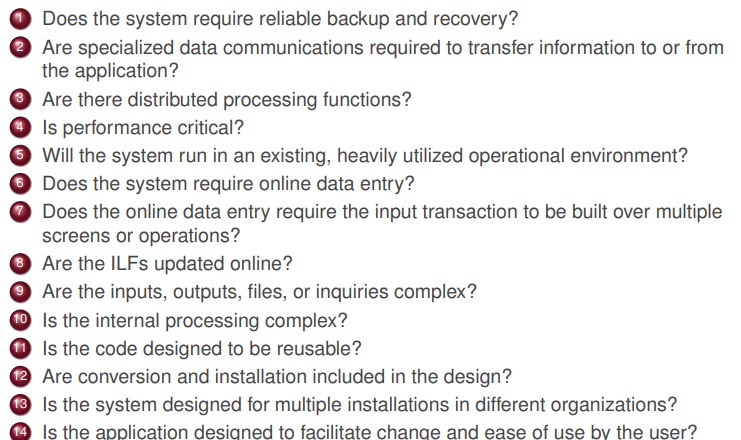 1 Does the system require reliable backup and recovery?
2 Are specialized data communications required to transfer information to or from
the application?
3 Are there distributed processing functions?
4 Is performance critical?
5 Will the system run in an existing, heavily utilized operational environment?
6 Does the system require online data entry?
7 Does the online data entry require the input transaction to be built over multiple
screens or operations?
8 Are the ILFs updated online?
9 Are the inputs, outputs, files, or inquiries complex?
10 Is the internal processing complex?
11 Is the code designed to be reusable?
12 Are conversion and installation included in the design?
13 Is the system designed for multiple installations in different organizations?
14 Is the application designed to facilitate change and ease of use by the user?